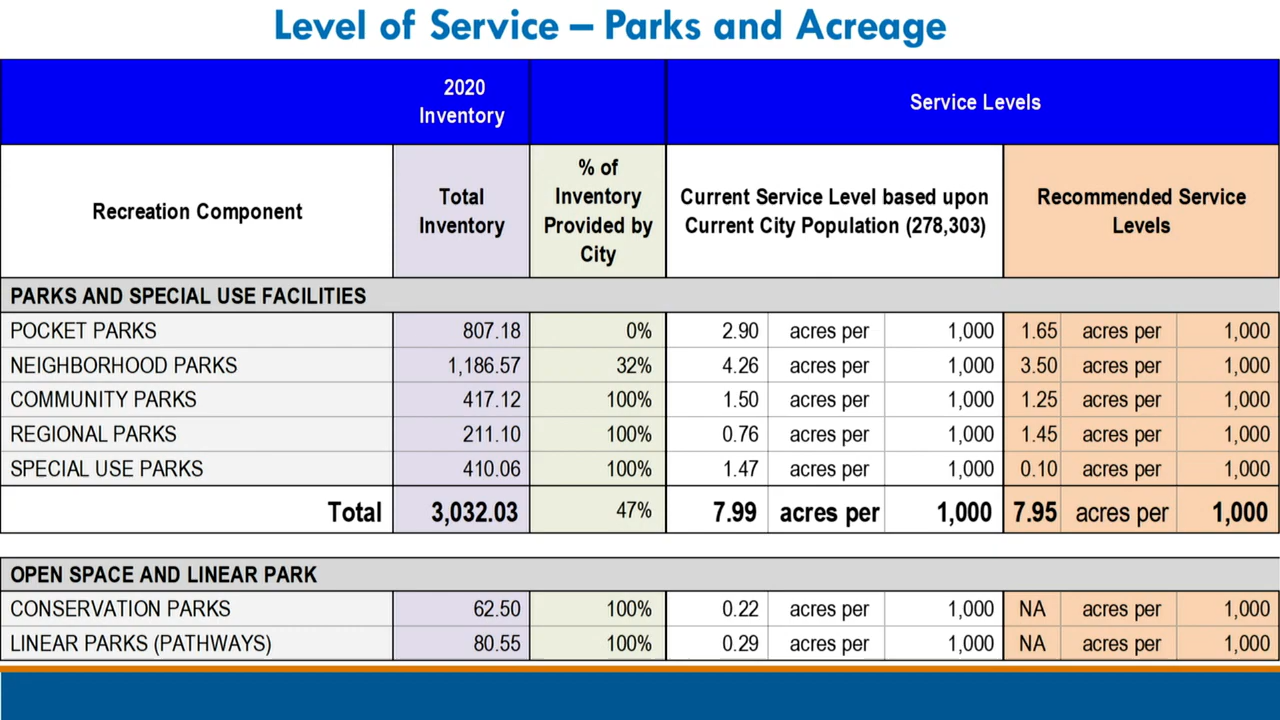 Level of Service – Parks and Acreage
2020
Inventory
Service Levels
Recreation Component
Total
Inventory
% of
Inventory
Provided by
City
Current Service Level based upon
Current City Population (278,303)
Recommended Service
Levels
PARKS AND SPECIAL USE FACILITIES
POCKET PARKS 807.18 0% 2.90 acres per 1,000 1.65 acres per 1,000
NEIGHBORHOOD PARKS 1,186.57 32% 4.26 acres per 1,000 3.50 acres per 1,000
COMMUNITY PARKS 417.12 100% 1.50 acres per 1,000 1.25 acres per 1,000
REGIONAL PARKS 211.10 100% 0.76 acres per 1,000 1.45 acres per 1,000
SPECIAL USE PARKS 410.06 100% 1.47 acres per 1,000 0.10 acres per 1,000
Total 3,032.03 47% 7.99 acres per 1,000 7.95 acres per 1,000
OPEN SPACE AND LINEAR PARK
CONSERVATION PARKS 62.50 100% 0.22 acres per 1,000 NA acres per 1,000
LINEAR PARKS (PATHWAYS) 80.55 100% 0.29 acres per 1,000 NA acres per 1,000